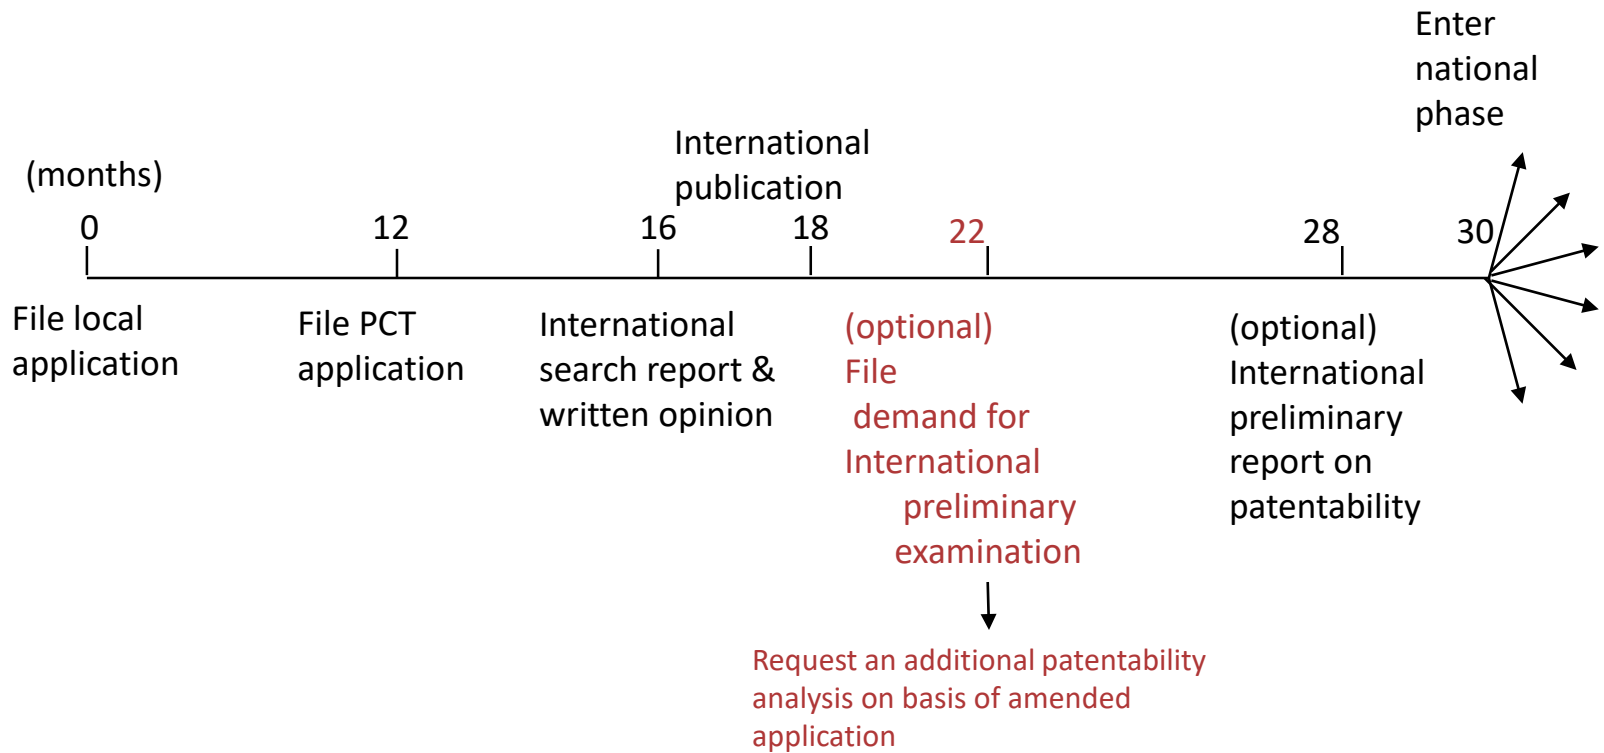 Enter
national
phase
International
publication
(months)
0
12
16
18
22
28
30
File local
application
File PCT
application
International
search report &
written opinion
(optional)
File
demand for
International
preliminary
examination
(optional)
International
preliminary
report on
patentability
Request an additional patentability
analysis on basis of amended
application